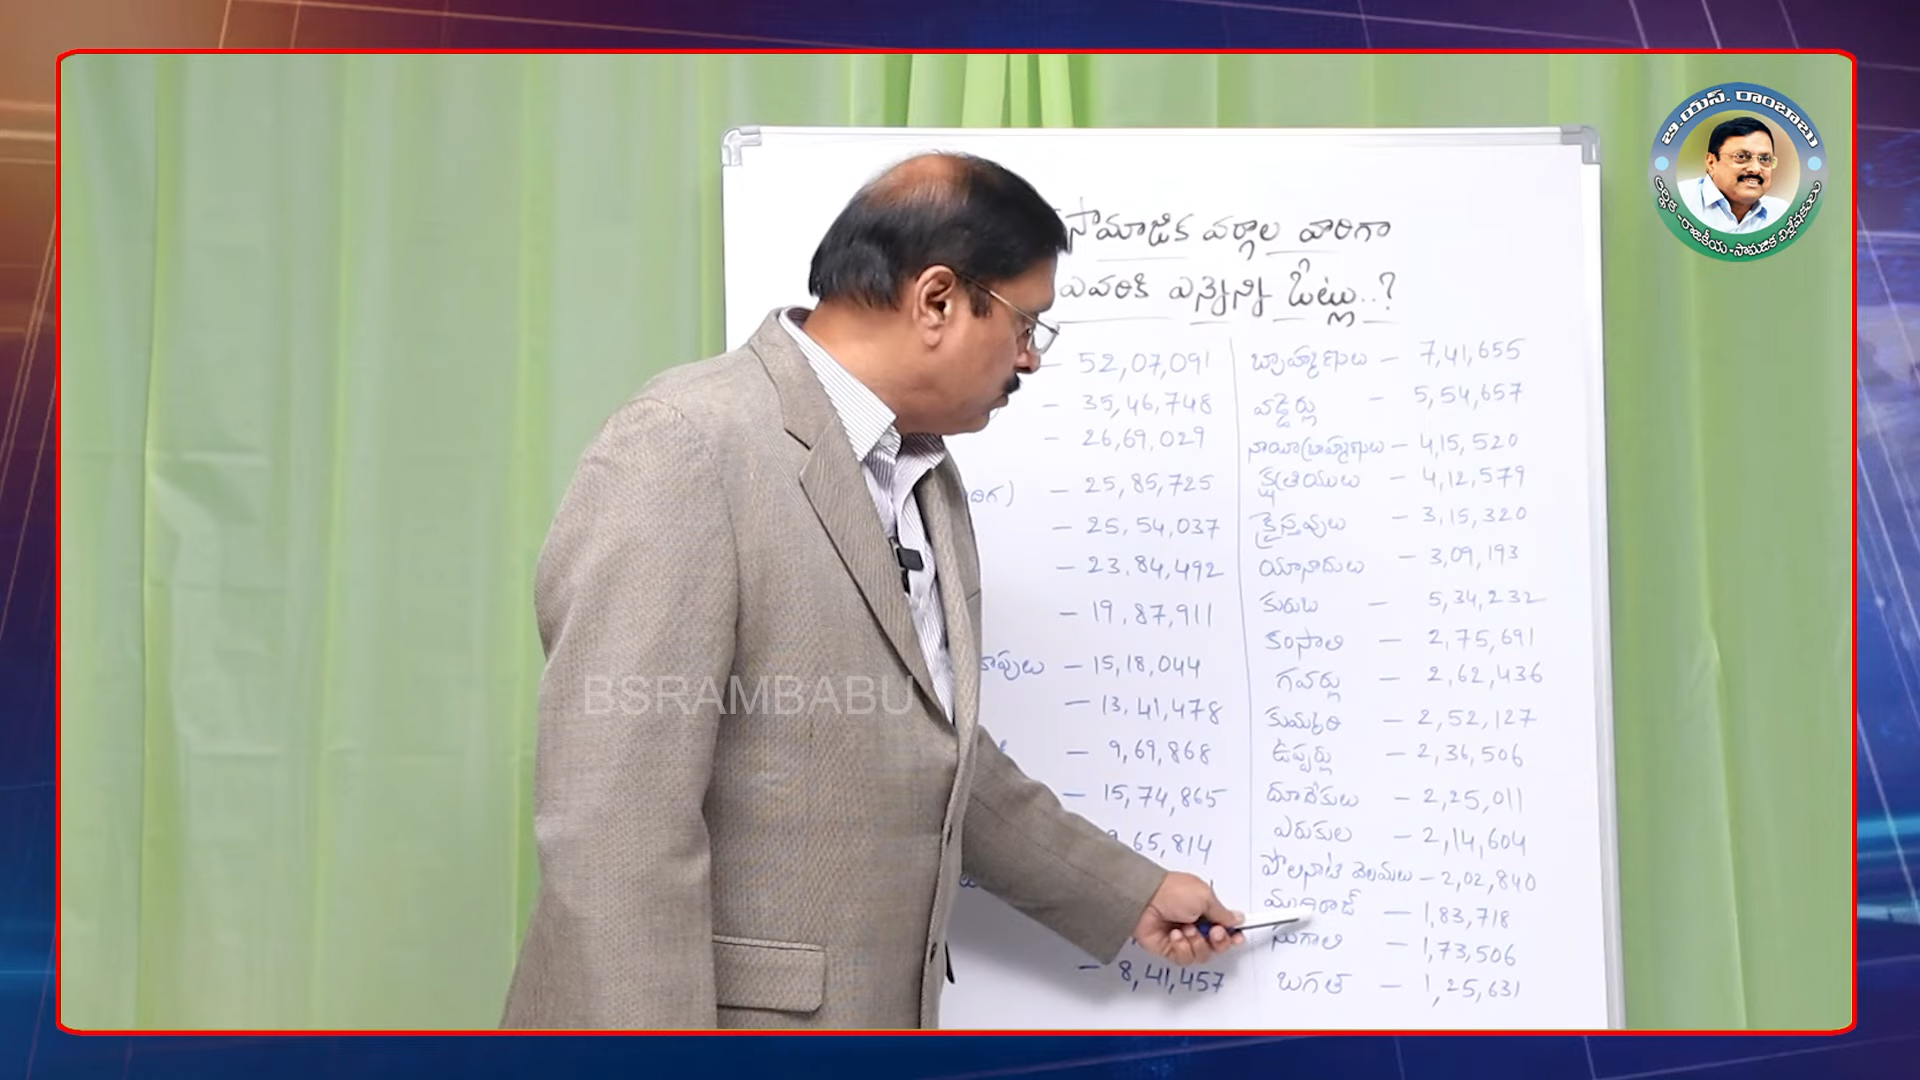 సామాజిక వర్గాల వారిగా
ఎవరికి ఎన్నెన్ని ఓట్లు..?
- 52,07,091
- 35,46,748
- 26,69,029
దిగ) - 25,85,725
- 25,54,037
- 23.84,492
- 19,87,911
కాపులు - 15,18,044
- 13,41,478
- 9,69,868
- 15,74,865
65,814
- 8,41,457
బ్రాహ్మణులు - 7,41,655
వడ్డెర్లు - 5,54,657
నాయీబ్రాహ్మణులు - 4,15,520
క్షత్రియులు - 4,12,579
క్రైస్తవులు - 3,15,320
యానాదులు - 3,09,193
కురుబ - 5,34,232
కంసాలి - 2,75,691
గవర్లు - 2,62,436
కుమ్మరి - 2,52,127
ఉప్పర్లు - 2,36,506
దూదేకులు - 2,25,011
ఎరుకుల - 2,14,604
పోలనాటి వెలమలు - 2,02,840
ముదిరాజ్ - 1,83,718
సుగాలి - 1,73,506
బగత - 1,25,631
బి.యస్. రాంబాబు
ఆర్థిక - రాజకీయ - సామాజిక విశ్లేషకులు
BSRAMBABU